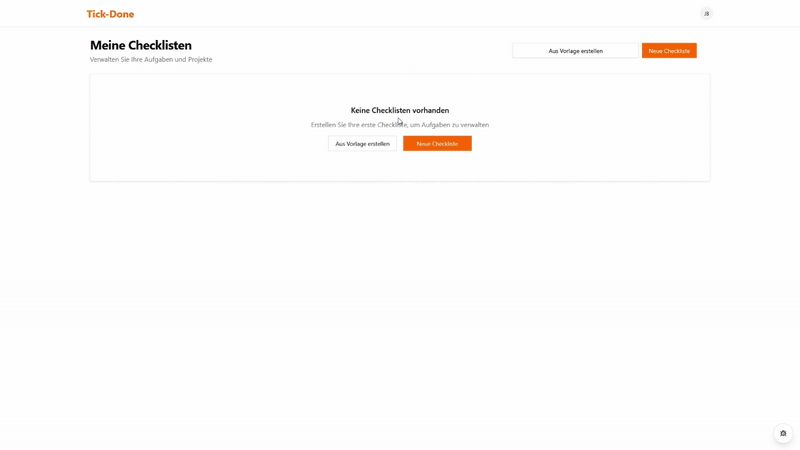 Tick-Done
JB
Meine Checklisten
Verwalten Sie Ihre Aufgaben und Projekte
Aus Vorlage erstellen
Neue Checkliste
Keine Checklisten vorhanden
Erstellen Sie Ihre erste Checkliste, um Aufgaben zu verwalten
Aus Vorlage erstellen
Neue Checkliste